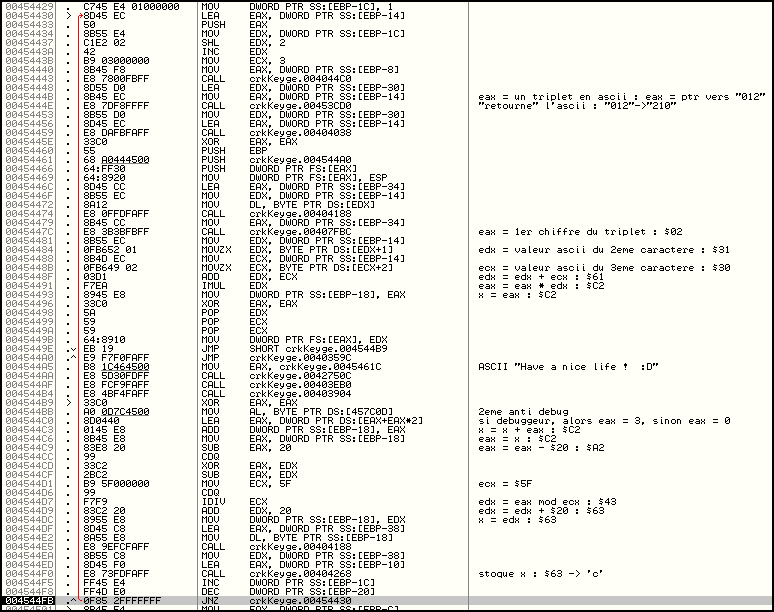 00454429 . C745 E4 01000000 MOV DWORD PTR SS:[EBP-1C], 1
00454430 > 8D45 EC LEA EAX, DWORD PTR SS:[EBP-14]
00454433 . 50 PUSH EAX
00454434 . 8B55 E4 MOV EDX, DWORD PTR SS:[EBP-1C]
00454437 . C1E2 02 SHL EDX, 2
0045443A . 42 INC EDX
0045443B . B9 03000000 MOV ECX, 3
00454440 . 8B45 F8 MOV EAX, DWORD PTR SS:[EBP-8]
00454443 . E8 7800FBFF CALL crkKeyge.004044C0
00454448 . 8D55 D0 LEA EDX, DWORD PTR SS:[EBP-30]
0045444B . 8B45 EC MOV EAX, DWORD PTR SS:[EBP-14] eax = un triplet en ascii : eax = ptr vers "012"
0045444E . E8 7DF8FFFF CALL crkKeyge.00453CD0 "retourne" l'ascii : "012"->"210"
00454453 . 8B55 D0 MOV EDX, DWORD PTR SS:[EBP-30]
00454456 . 8D45 EC LEA EAX, DWORD PTR SS:[EBP-14]
00454459 . E8 DAFBFAFF CALL crkKeyge.00404038
0045445E . 33C0 XOR EAX, EAX
00454460 . 55 PUSH EBP
00454461 . 68 A0444500 PUSH crkKeyge.004544A0
00454466 . 64:FF30 PUSH DWORD PTR FS:[EAX]
00454469 . 64:8920 MOV DWORD PTR FS:[EAX], ESP
0045446C . 8D45 CC LEA EAX, DWORD PTR SS:[EBP-34]
0045446F . 8B55 EC MOV EDX, DWORD PTR SS:[EBP-14]
00454472 . 8A12 MOV DL, BYTE PTR DS:[EDX]
00454474 . E8 0FFDFAFF CALL crkKeyge.00404188
00454479 . 8B45 CC MOV EAX, DWORD PTR SS:[EBP-34]
0045447C . E8 3B3BFBFF CALL crkKeyge.00407FBC eax = 1er chiffre du triplet : $02
00454481 . 8B55 EC MOV EDX, DWORD PTR SS:[EBP-14]
00454484 . 0FB652 01 MOVZX EDX, BYTE PTR DS:[EDX+1] edx = valeur ascii du 2eme caractere : $31
00454488 . 8B4D EC MOV ECX, DWORD PTR SS:[EBP-14]
0045448B . 0FB649 02 MOVZX ECX, BYTE PTR DS:[ECX+2] ecx = valeur ascii du 3eme caractere : $30
0045448F . 03D1 ADD EDX, ECX edx = edx + ecx : $61
00454491 . F7EA IMUL EDX eax = eax * edx : $C2
00454493 . 8945 E8 MOV DWORD PTR SS:[EBP-18], EAX x = eax : $C2
00454496 . 33C0 XOR EAX, EAX
00454498 . 5A POP EDX
00454499 . 59 POP ECX
0045449A . 59 POP ECX
0045449B . 64:8910 MOV DWORD PTR FS:[EAX], EDX
0045449E .v EB 19 JMP SHORT crkKeyge.004544B9
004544A0 .^ E9 F7F0FAFF JMP crkKeyge.0040359C
004544A5 . B8 1C464500 MOV EAX, crkKeyge.0045461C ASCII "Have a nice life ! :D"
004544AA . E8 5D30FDFF CALL crkKeyge.0042750C
004544AF . E8 FCF9FAFF CALL crkKeyge.00403EB0
004544B4 . E8 4BF4FAFF CALL crkKeyge.00403904
004544B9 > 33C0 XOR EAX, EAX
004544BB . A0 0D7C4500 MOV AL, BYTE PTR DS:[457C0D] 2eme anti debug
004544C0 . 8D0440 LEA EAX, DWORD PTR DS:[EAX+EAX*2] si debuggeur, alors eax = 3, sinon eax = 0
004544C3 . 0145 E8 ADD DWORD PTR SS:[EBP-18], EAX x = x + eax : $C2
004544C6 . 8B45 E8 MOV EAX, DWORD PTR SS:[EBP-18] eax = x : $C2
004544C9 . 83E8 20 SUB EAX, 20 eax = eax - $20 : $A2
004544CC . 99 CDQ
004544CD . 33C2 XOR EAX, EDX
004544CF . 2BC2 SUB EAX, EDX
004544D1 . B9 5F000000 MOV ECX, 5F ecx = $5F
004544D6 . 99 CDQ
004544D7 . F7F9 IDIV ECX edx = eax mod ecx : $43
004544D9 . 83C2 20 ADD EDX, 20 edx = edx + $20 : $63
004544DC . 8955 E8 MOV DWORD PTR SS:[EBP-18], EDX x = edx : $63
004544DF . 8D45 C8 LEA EAX, DWORD PTR SS:[EBP-38]
004544E2 . 8A55 E8 MOV DL, BYTE PTR SS:[EBP-18]
004544E5 . E8 9EFCFAFF CALL crkKeyge.00404188
004544EA . 8B55 C8 MOV EDX, DWORD PTR SS:[EBP-38]
004544ED . 8D45 F0 LEA EAX, DWORD PTR SS:[EBP-10]
004544F0 . E8 73FDFAFF CALL crkKeyge.00404268 stoque x : $63 -> 'c'
004544F5 . FF45 E4 INC DWORD PTR SS:[EBP-1C]
004544F8 . FF4D E0 DEC DWORD PTR SS:[EBP-20]
004544FB .^ 0F85 2FFFFFFF JNZ crkKeyge.00454430
00454501 > 8B45 F4 MOV